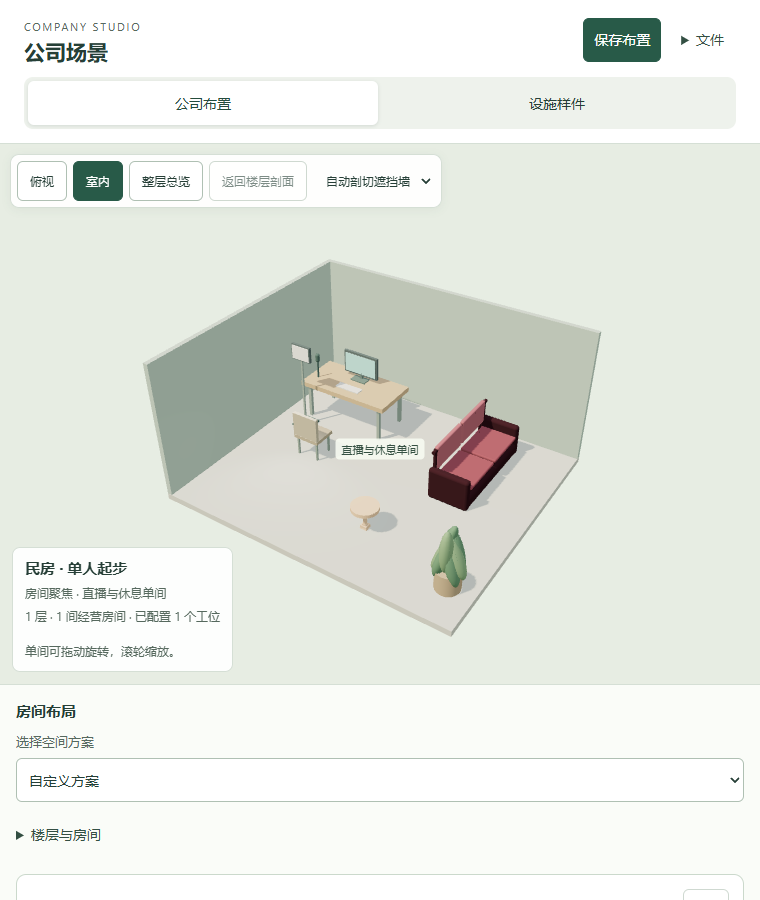 COMPANY STUDIO
公司场景
保存布置
▶ 文件
公司布置
设施样件
俯视
室内
整层总览
返回楼层剖面
自动剖切遮挡墙
直播与休息单间
民房 · 单人起步
房间聚焦 · 直播与休息单间
1 层 · 1 间经营房间 · 已配置 1 个工位
单间可拖动旋转，滚轮缩放。
房间布局
选择空间方案
自定义方案
▶ 楼层与房间